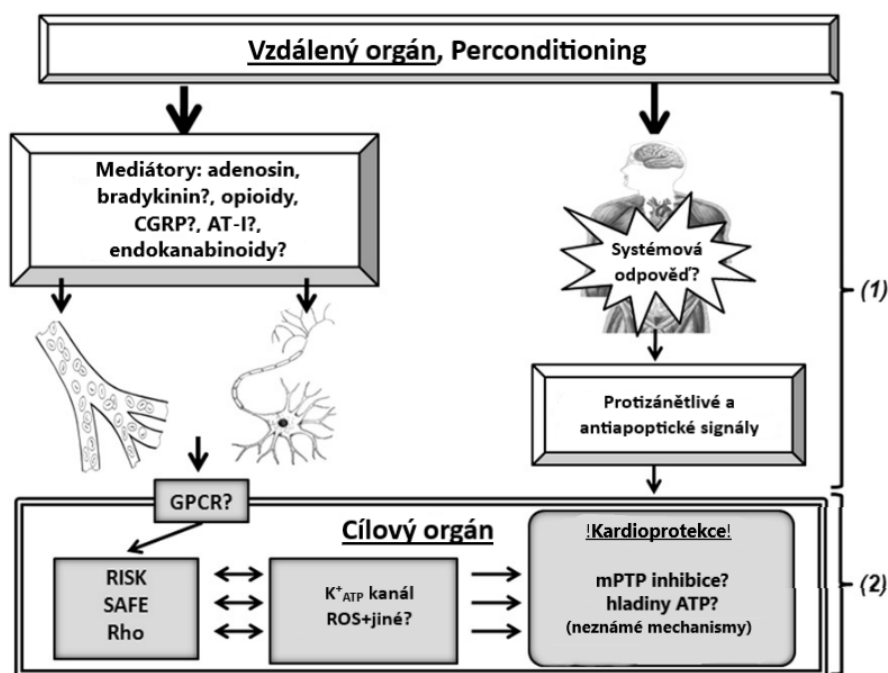 Vzdálený orgán, Perconditioning
Mediátory: adenosin,
bradykinin?, opioidy,
CGRP?, AT-I?,
endokanabinoidy?
Systémová
odpověď?
(1)
Protizánětlivé a
antiapoptické signály
GPCR?
Cílový orgán
RISK
SAFE
Rho
K⁺ATP kanál
ROS+jiné?
!Kardioprotekce!
mPTP inhibice?
hladiny ATP?
(neznámé mechanismy)
(2)